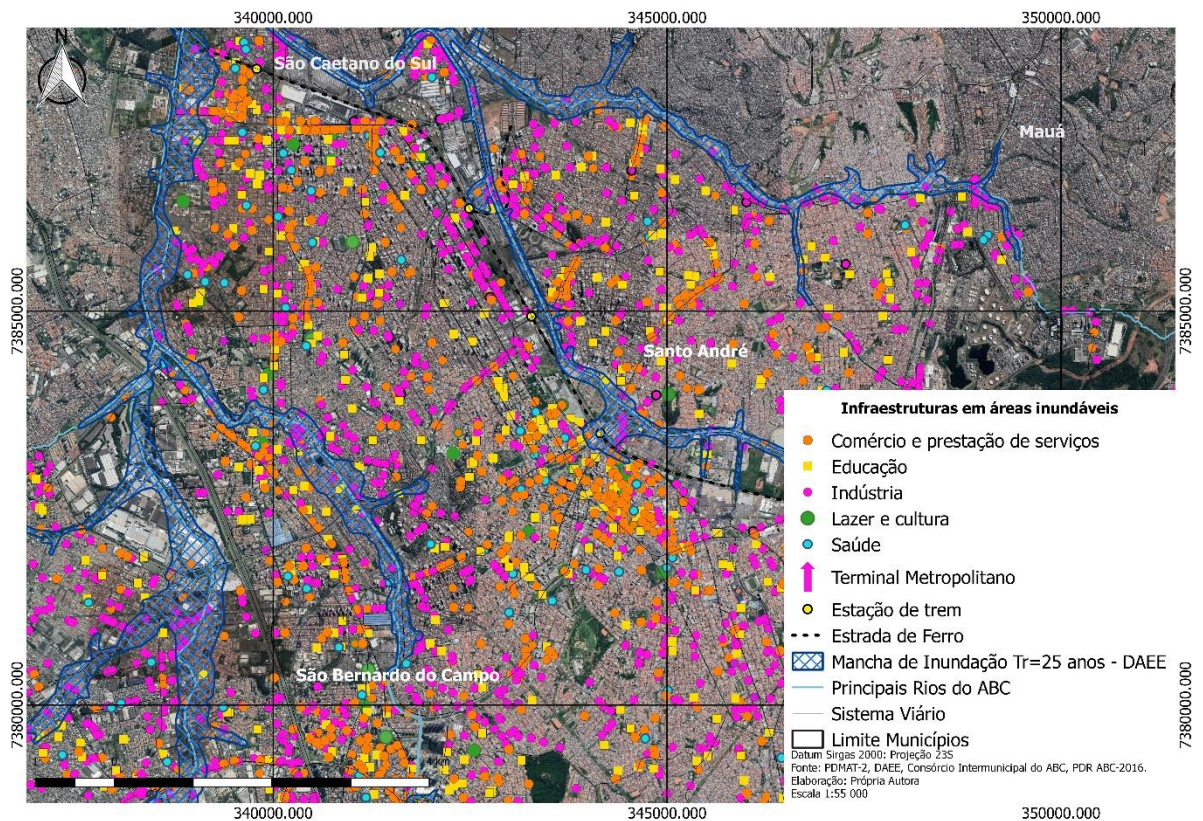 340000.000
345000.000
350000.000
N
São Caetano do Sul
Mauá
7385000.000
7385000.000
Santo André
Infraestruturas em áreas inundáveis
Comércio e prestação de serviços
Educação
Indústria
Lazer e cultura
Saúde
Terminal Metropolitano
Estação de trem
Estrada de Ferro
Mancha de Inundação Tr=25 anos - DAEE
Principais Rios do ABC
Sistema Viário
Limite Municípios
São Bernardo do Campo
7380000.000
7380000.000
4 km
Datum Sirgas 2000: Projeção 23S
Fonte: PDMAT-2, DAEE, Consórcio Intermunicipal do ABC, PDR ABC-2016.
Elaboração: Própria Autora
Escala 1:55 000
340000.000
345000.000
350000.000